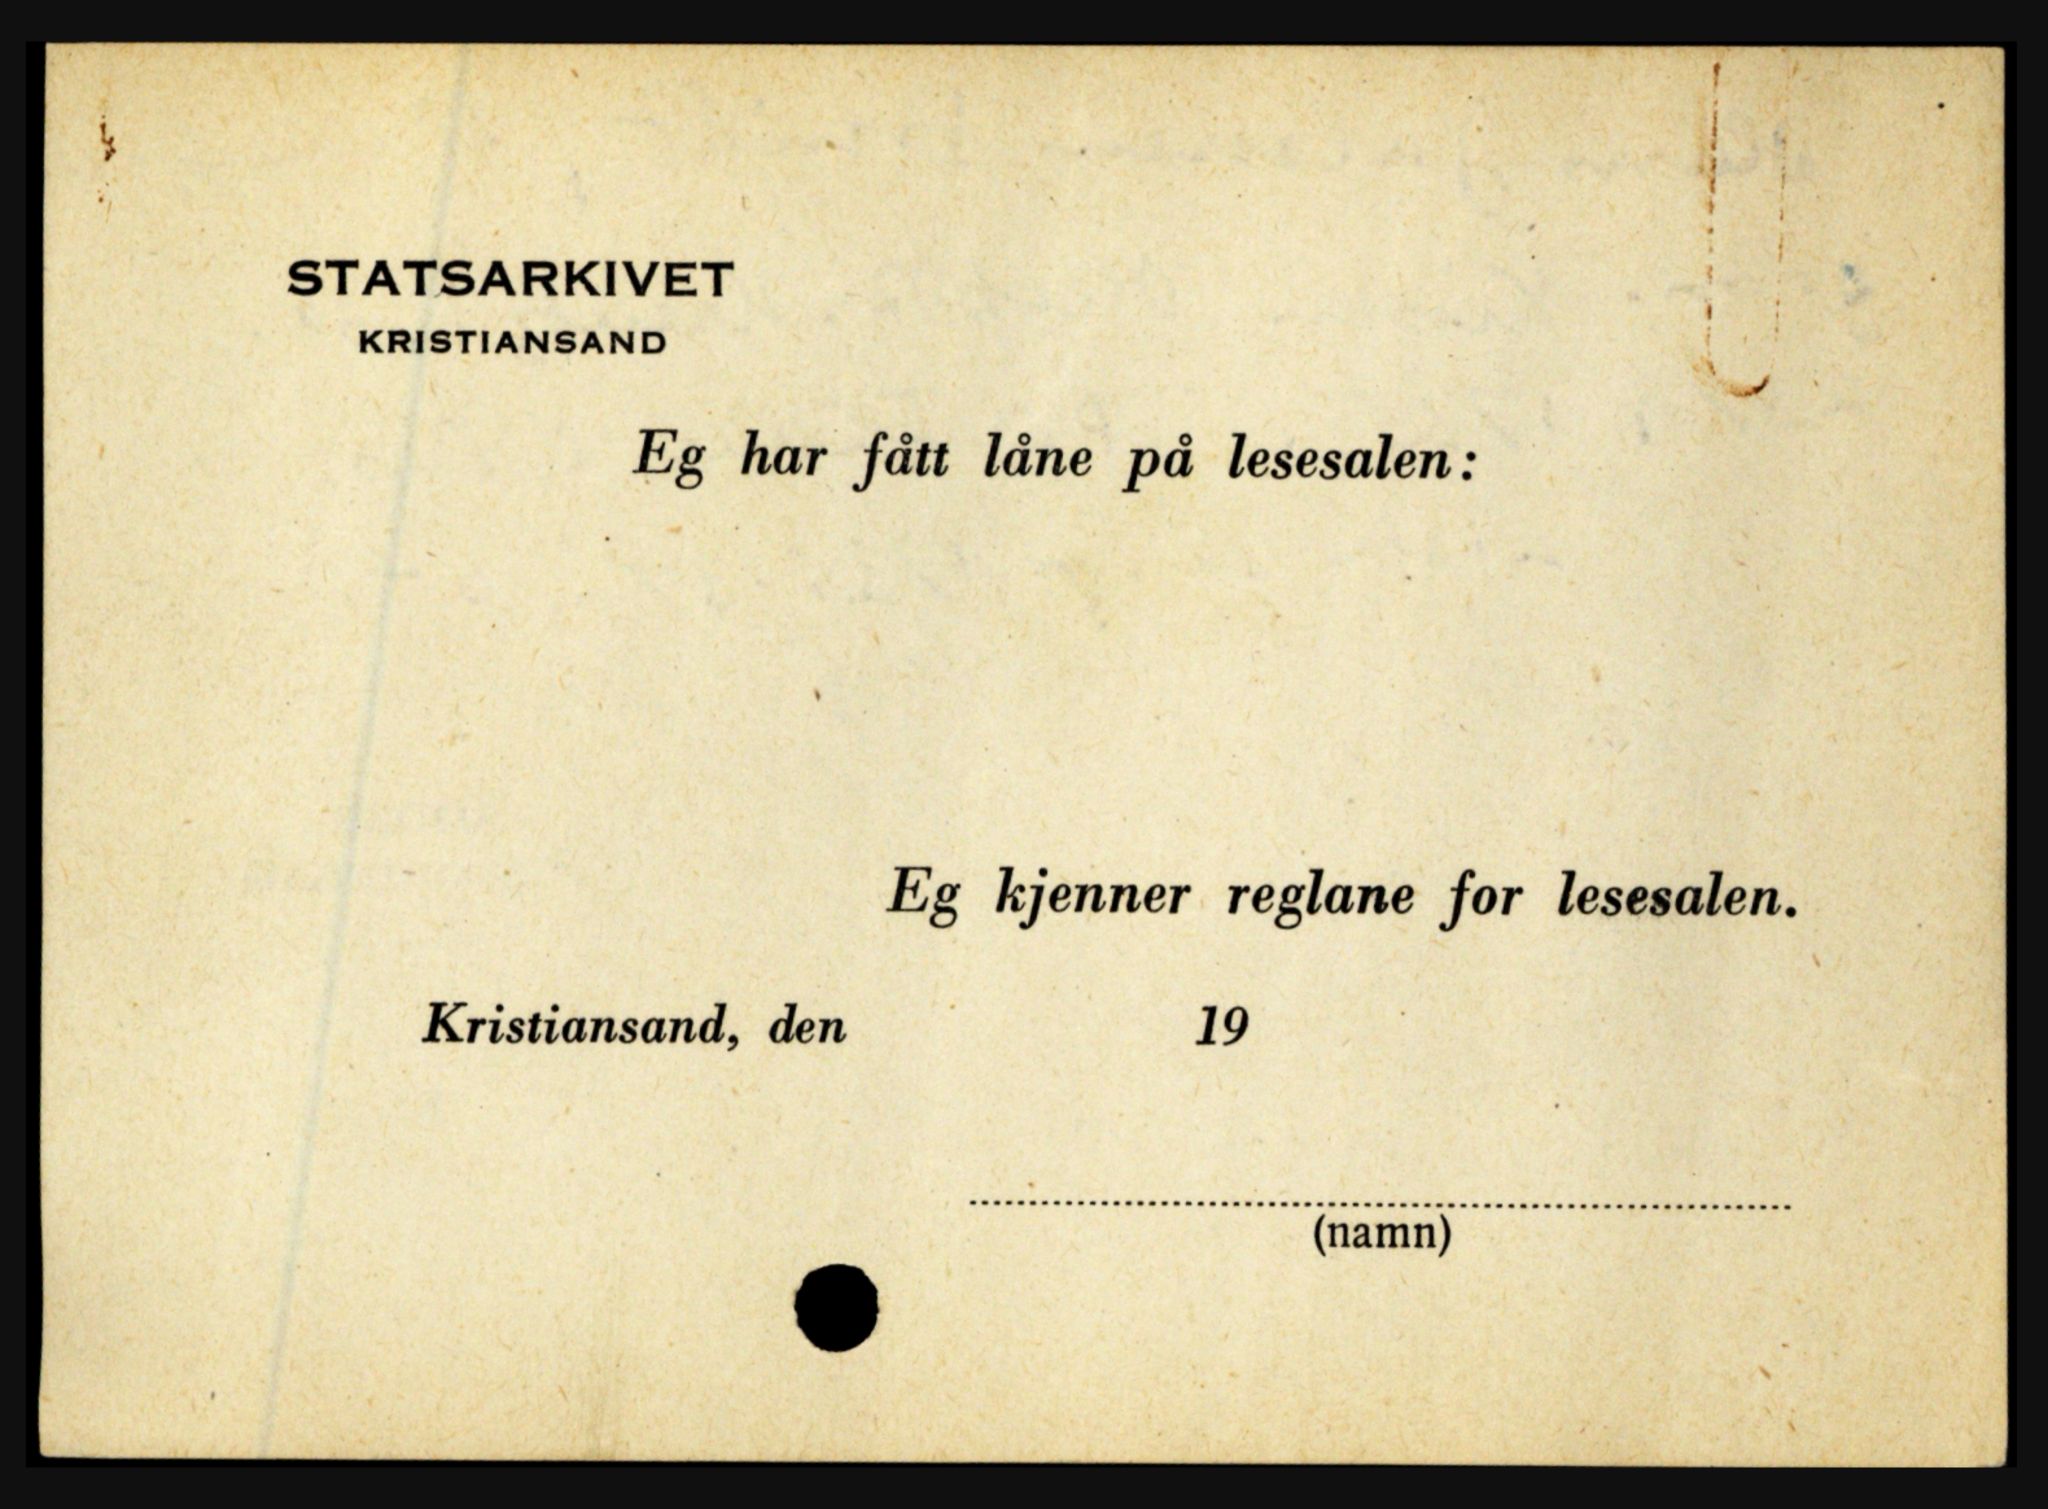 STATSARKIVET
KRISTIANSAND
Eg har fått låne på lesesalen:
Eg kjenner reglane for lesesalen.
Kristiansand, den 19
(namn)